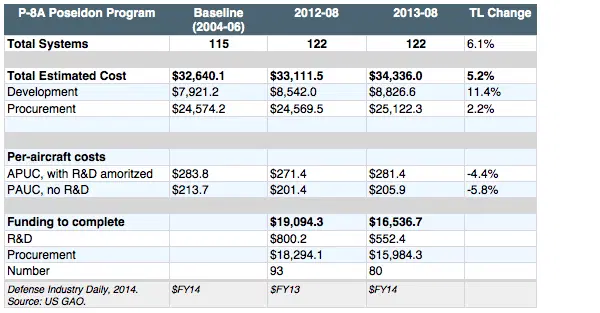 P-8A Poseidon Program Baseline (2004-06) 2012-08 2013-08 TL Change
Total Systems 115 122 122 6.1%
Total Estimated Cost $32,640.1 $33,111.5 $34,336.0 5.2%
Development $7,921.2 $8,542.0 $8,826.6 11.4%
Procurement $24,574.2 $24,569.5 $25,122.3 2.2%
Per-aircraft costs
APUC, with R&D amoritzed $283.8 $271.4 $281.4 -4.4%
PAUC, no R&D $213.7 $201.4 $205.9 -5.8%
Funding to complete $19,094.3 $16,536.7
R&D $800.2 $552.4
Procurement $18,294.1 $15,984.3
Number 93 80
Defense Industry Daily, 2014. $FY14 $FY13 $FY14
Source: US GAO.